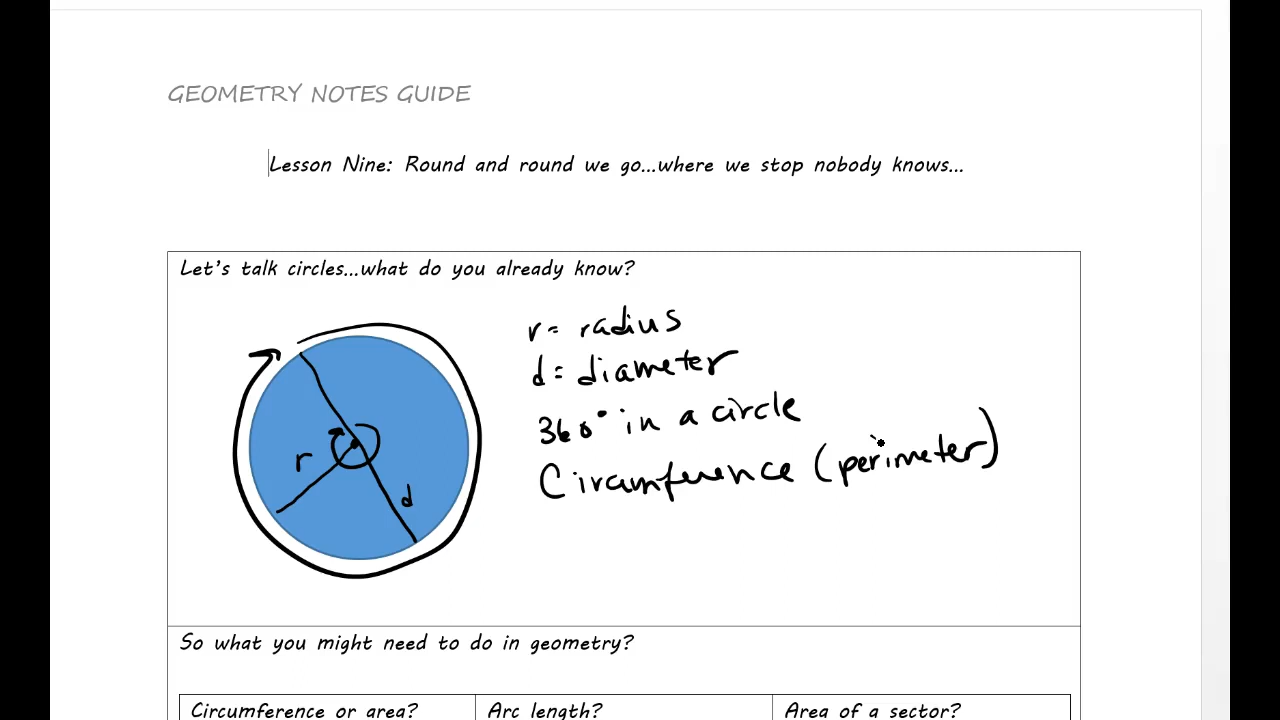 GEOMETRY NOTES GUIDE
Lesson Nine: Round and round we go...where we stop nobody knows...
Let's talk circles...what do you already know?
r= radius
d= diameter
360° in a circle
Circumference (perimeter)
r
d
So what you might need to do in geometry?
Circumference or area? Arc length? Area of a sector?